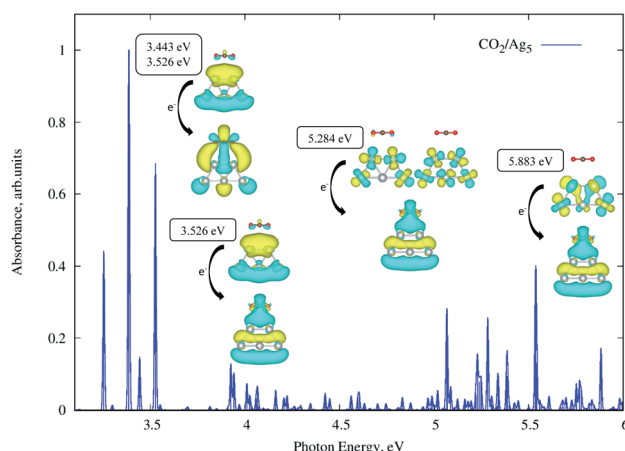 1
0.8
0.6
0.4
0.2
0
3.5
4
4.5
5
5.5
6
Absorbance, arb.units
Photon Energy, eV
CO₂/Ag₅
3.443 eV
3.526 eV
e⁻
3.526 eV
e⁻
5.284 eV
e⁻
5.883 eV
e⁻